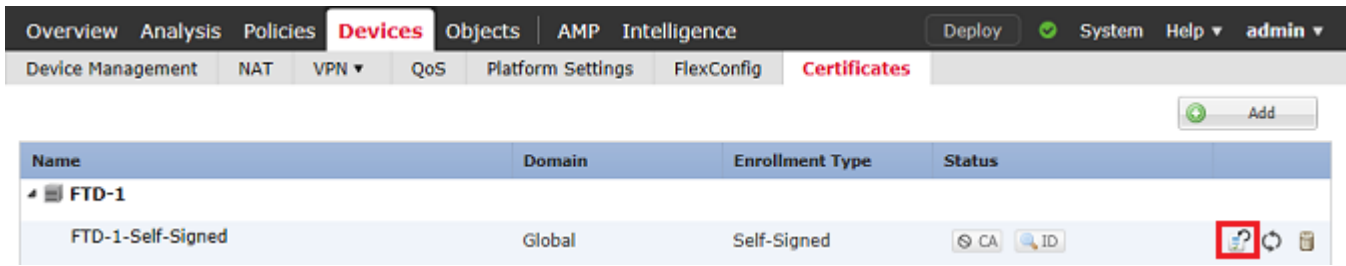 Overview Analysis Policies Devices Objects AMP Intelligence Deploy System Help admin
Device Management NAT VPN QoS Platform Settings FlexConfig Certificates
Add
Name Domain Enrollment Type Status
FTD-1
FTD-1-Self-Signed Global Self-Signed CA ID